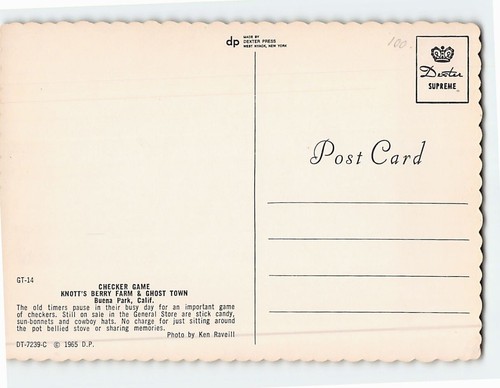 dp
MADE BY
DEXTER PRESS
WEST NYACK, NEW YORK
100-
Dexter
SUPREME
Post Card
GT-14
CHECKER GAME
KNOTT'S BERRY FARM & GHOST TOWN
Buena Park, Calif.
The old timers pause in their busy day for an important game
of checkers. Still on sale in the General Store are stick candy,
sun-bonnets and cowboy hats. No charge for just sitting around
the pot bellied stove or sharing memories.
Photo by Ken Raveill
DT-7239-C © 1965 D.P.